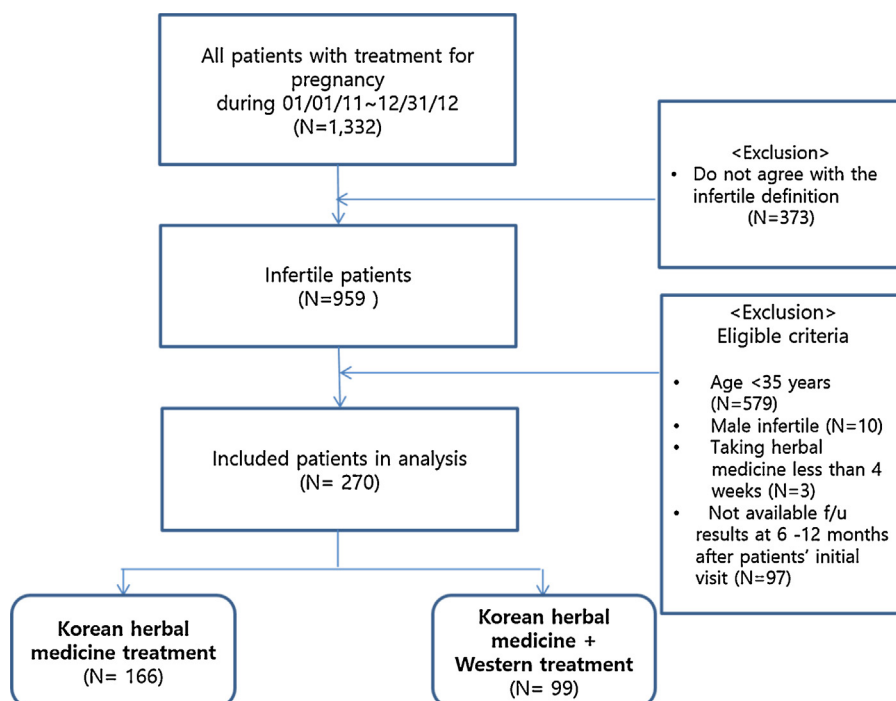 All patients with treatment for
pregnancy
during 01/01/11~12/31/12
(N=1,332)
<Exclusion>
• Do not agree with the
infertile definition
(N=373)
Infertile patients
(N=959 )
<Exclusion>
Eligible criteria
• Age <35 years
(N=579)
• Male infertile (N=10)
• Taking herbal
medicine less than 4
weeks (N=3)
• Not available f/u
results at 6 -12 months
after patients’ initial
visit (N=97)
Included patients in analysis
(N= 270)
Korean herbal
medicine treatment
(N= 166)
Korean herbal
medicine +
Western treatment
(N= 99)